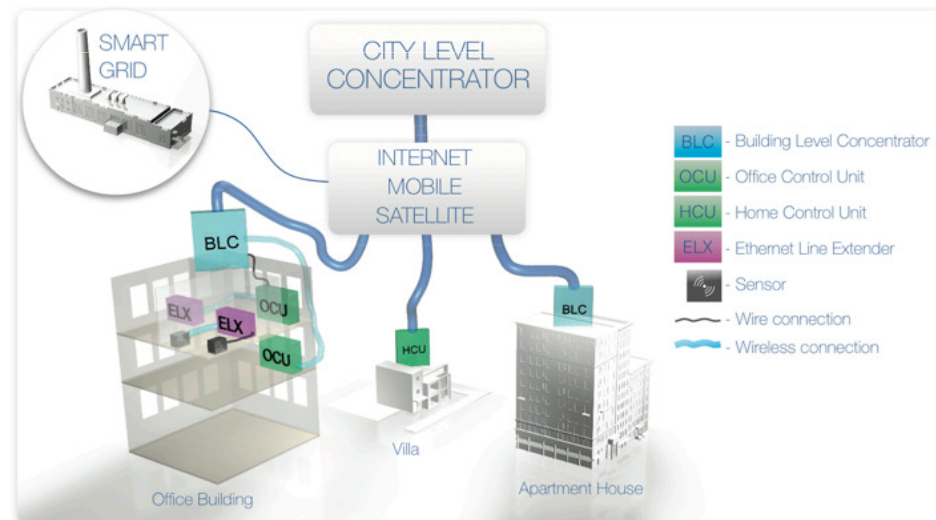 SMART
GRID
CITY LEVEL
CONCENTRATOR
INTERNET
MOBILE
SATELLITE
BLC
ELX
ELX
OCU
OCU
HCU
BLC
Office Building
Villa
Apartment House
BLC - Building Level Concentrator
OCU - Office Control Unit
HCU - Home Control Unit
ELX - Ethernet Line Extender
- Sensor
- Wire connection
- Wireless connection